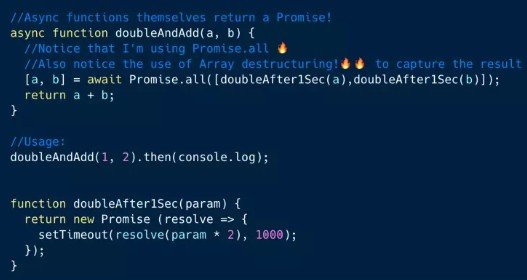 //Async functions themselves return a Promise!
async function doubleAndAdd(a, b) {
//Notice that I'm using Promise.all 🔥
//Also notice the use of Array destructuring!🔥🔥 to capture the result
[a, b] = await Promise.all([doubleAfter1Sec(a),doubleAfter1Sec(b)]);
return a + b;
}
//Usage:
doubleAndAdd(1, 2).then(console.log);
function doubleAfter1Sec(param) {
return new Promise (resolve => {
setTimeout(resolve(param * 2), 1000);
});
}